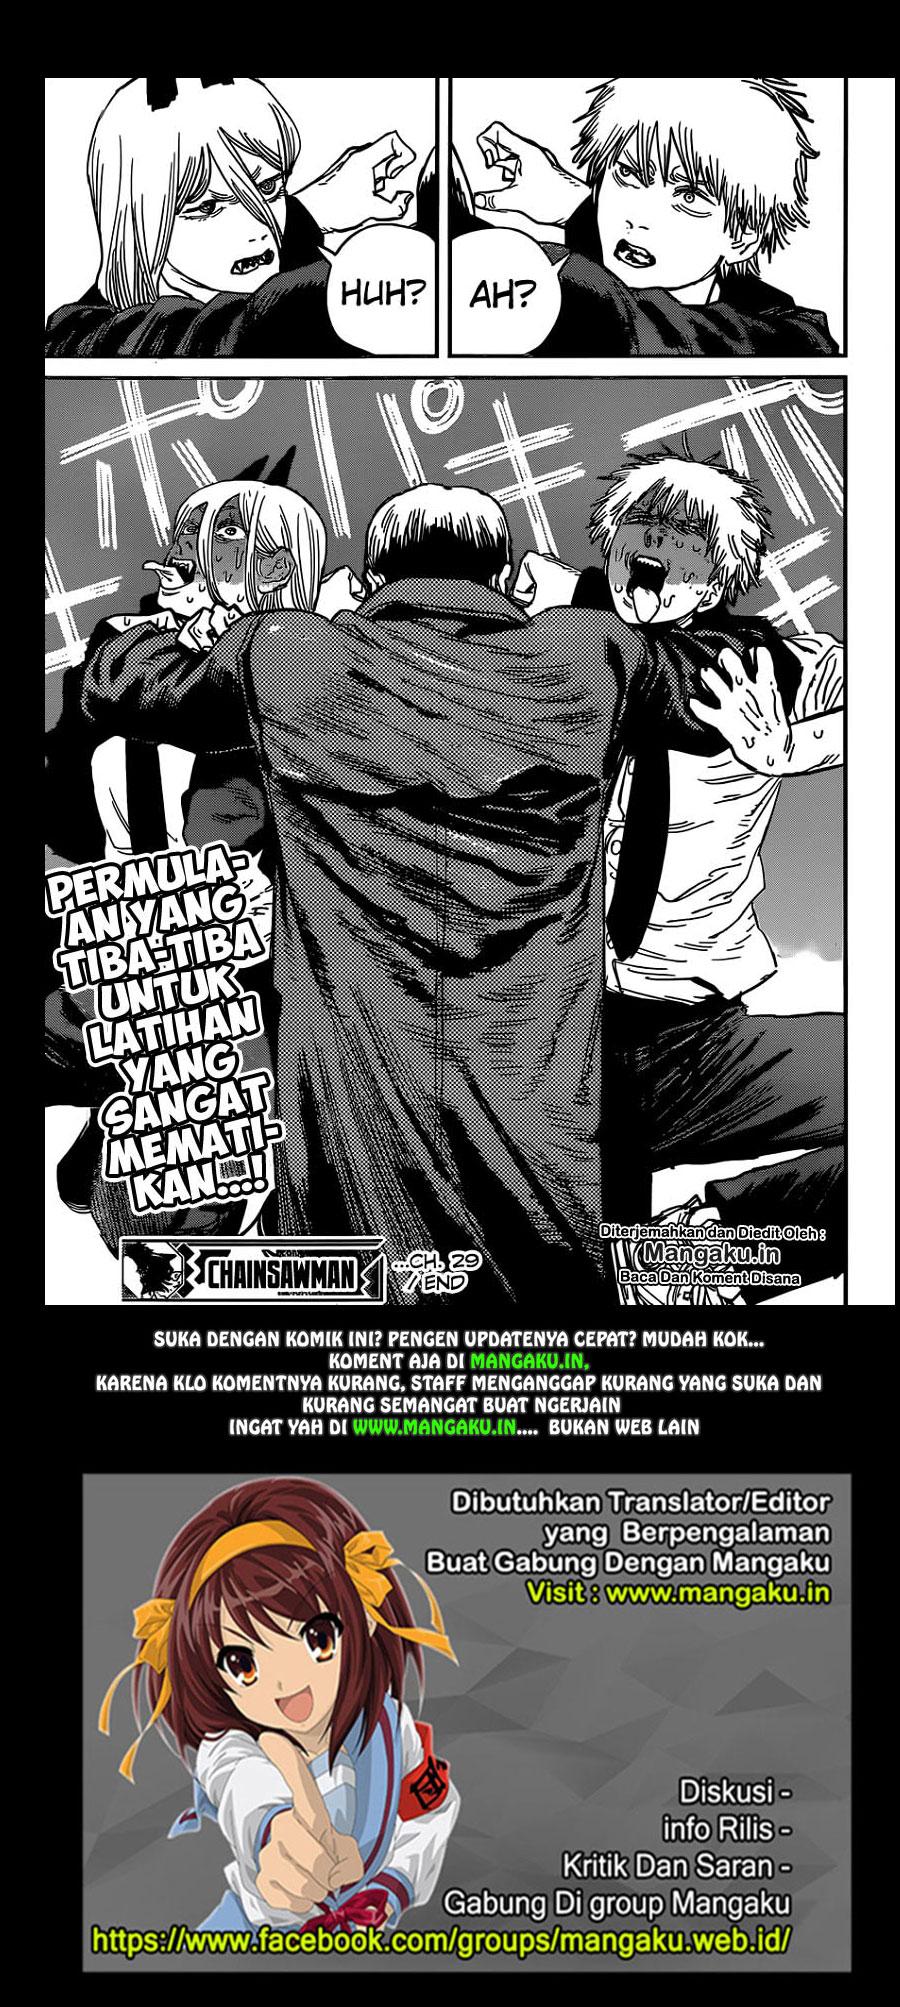 HUH?
AH?
ポキ
ポキ
PERMULA-
AN YANG
TIBA-TIBA
UNTUK
LATIHAN
YANG
SANGAT
MEMATI-
KAN...!
CHAINSAWMAN
...CH. 29
/ END
Diterjemahkan dan Diedit Oleh :
Mangaku.in
Baca Dan Koment Disana
SUKA DENGAN KOMIK INI? PENGEN UPDATENYA CEPAT? MUDAH KOK...
KOMENT AJA DI MANGAKU.IN,
KARENA KLO KOMENTNYA KURANG, STAFF MENGANGGAP KURANG YANG SUKA DAN
KURANG SEMANGAT BUAT NGERJAIN
INGAT YAH DI WWW.MANGAKU.IN.... BUKAN WEB LAIN
Dibutuhkan Translator/Editor
yang Berpengalaman
Buat Gabung Dengan Mangaku
Visit : www.mangaku.in
Diskusi -
info Rilis -
Kritik Dan Saran -
Gabung Di group Mangaku
https://www.facebook.com/groups/mangaku.web.id/